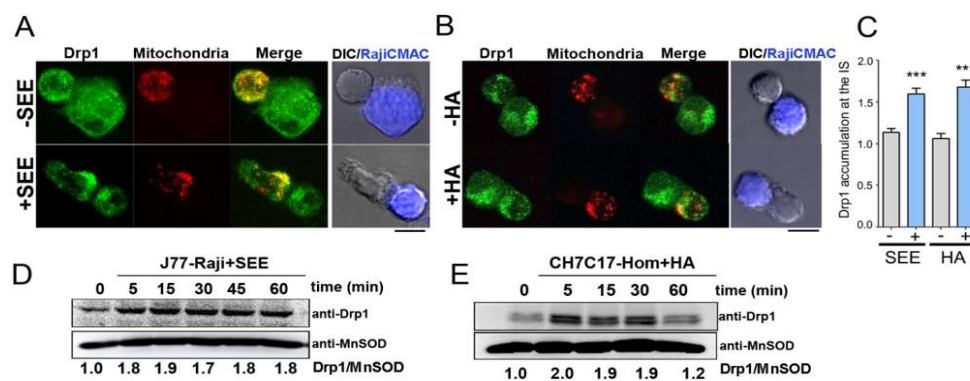 A
Drp1 Mitochondria Merge DIC/RajiCMAC
-SEE
+SEE
B
Drp1 Mitochondria Merge DIC/RajiCMAC
-HA
+HA
C
Drp1 accumulation at the IS
2.0
1.5
1.0
0.5
0.0
*** **
- + - +
SEE HA
D
J77-Raji+SEE
0 5 15 30 45 60 time (min)
anti-Drp1
anti-MnSOD
1.0 1.8 1.9 1.7 1.8 1.8 Drp1/MnSOD
E
CH7C17-Hom+HA
0 5 15 30 60 time (min)
anti-Drp1
anti-MnSOD
1.0 2.0 1.9 1.9 1.2 Drp1/MnSOD